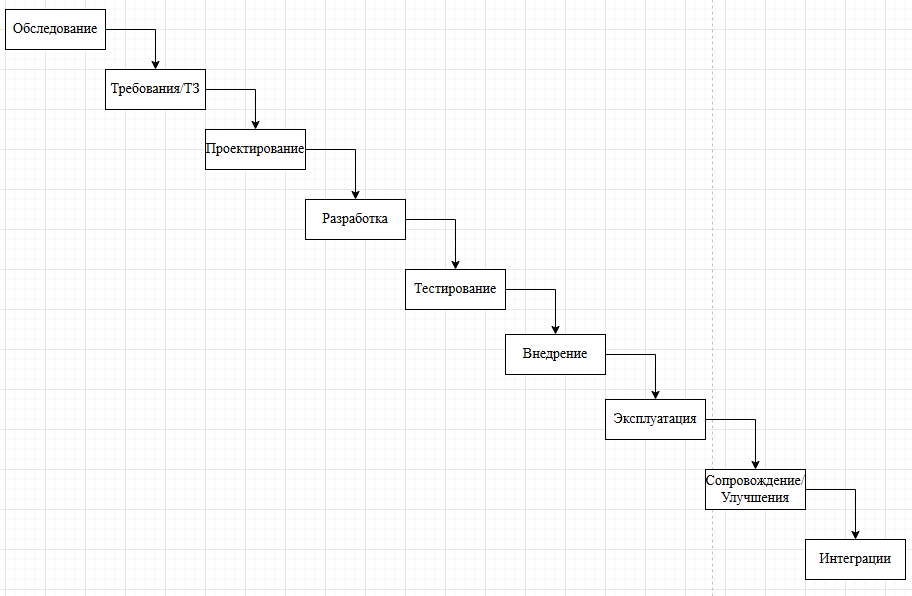 Обследование
Требования/ТЗ
Проектирование
Разработка
Тестирование
Внедрение
Эксплуатация
Сопровождение/
Улучшения
Интеграции